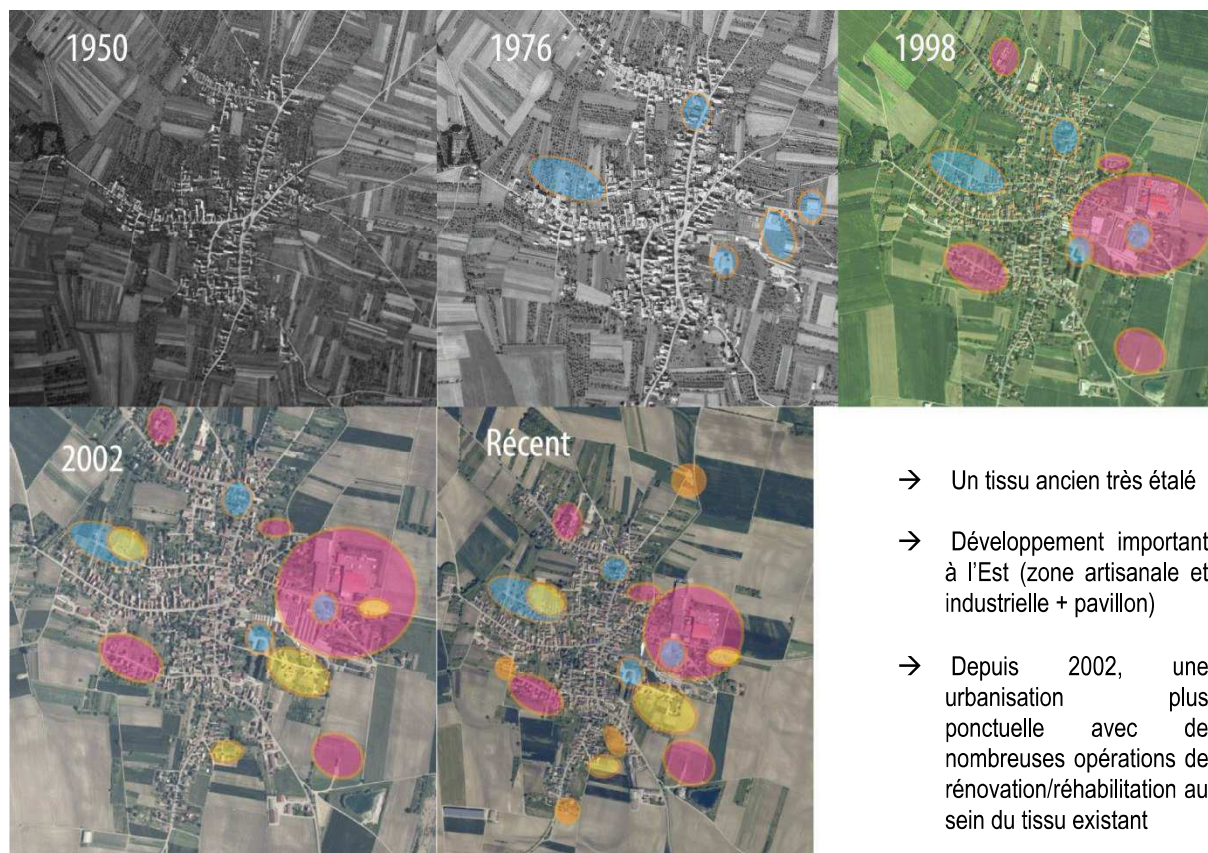 1950
1976
1998
2002
Récent
→ Un tissu ancien très étalé
→ Développement important
à l’Est (zone artisanale et
industrielle + pavillon)
→ Depuis 2002, une
urbanisation plus
ponctuelle avec de
nombreuses opérations de
rénovation/réhabilitation au
sein du tissu existant